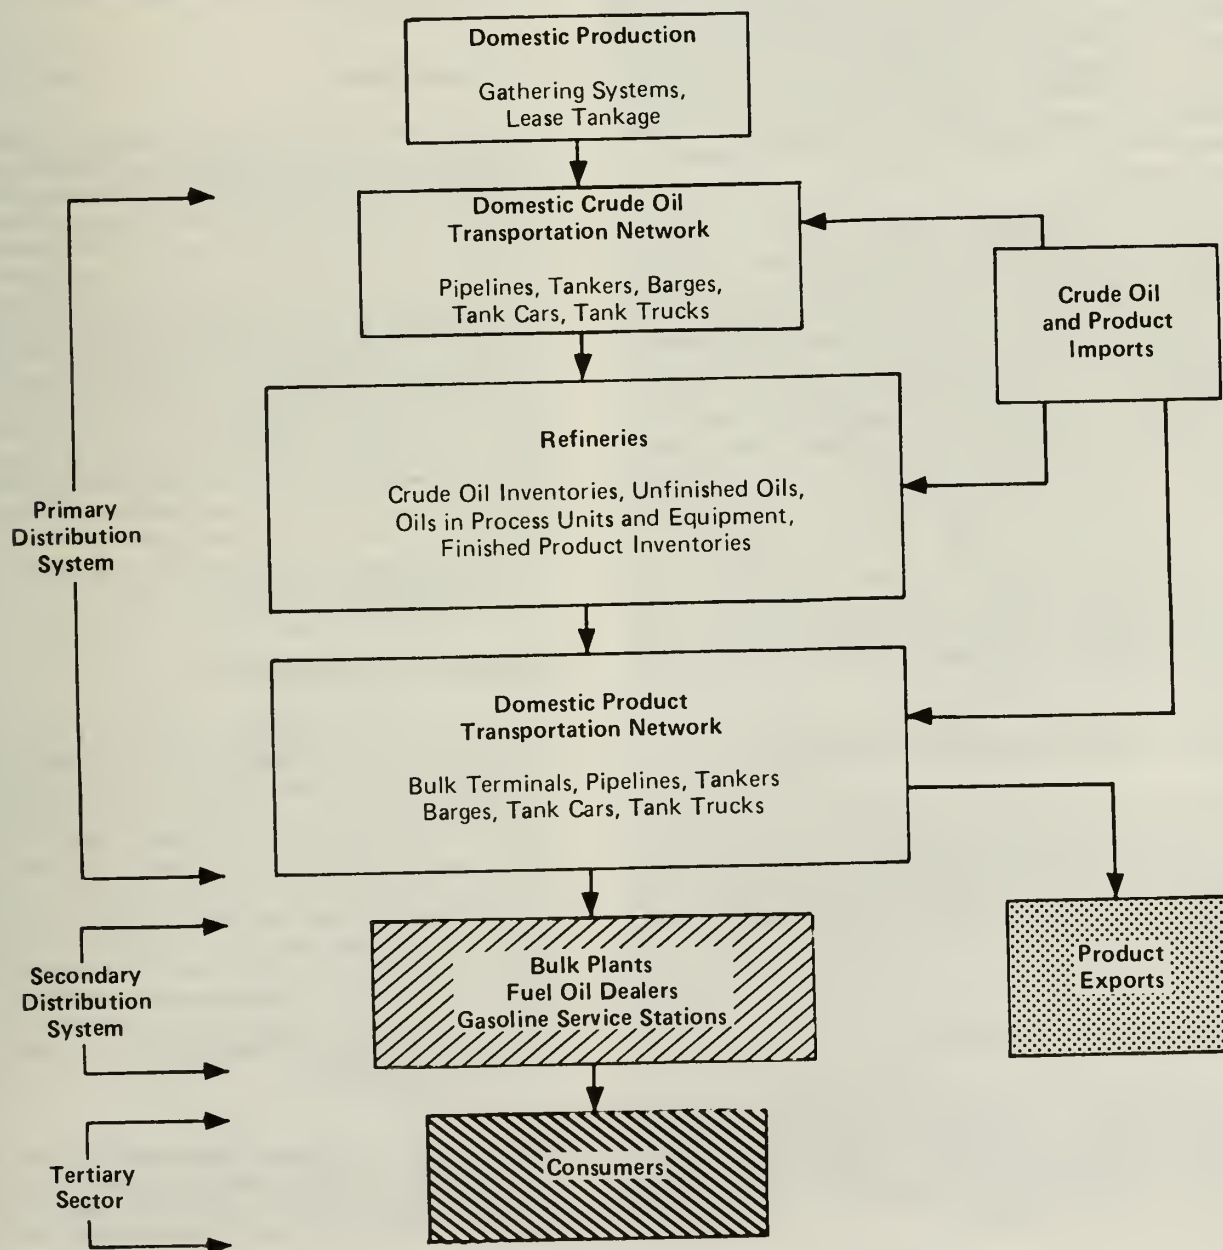 Domestic Production
Gathering Systems,
Lease Tankage
Domestic Crude Oil
Transportation Network
Pipelines, Tankers, Barges,
Tank Cars, Tank Trucks
Crude Oil
and Product
Imports
Refineries
Crude Oil Inventories, Unfinished Oils,
Oils in Process Units and Equipment,
Finished Product Inventories
Primary
Distribution
System
Domestic Product
Transportation Network
Bulk Terminals, Pipelines, Tankers
Barges, Tank Cars, Tank Trucks
Secondary
Distribution
System
Bulk Plants
Fuel Oil Dealers
Gasoline Service Stations
Product
Exports
Tertiary
Sector
Consumers